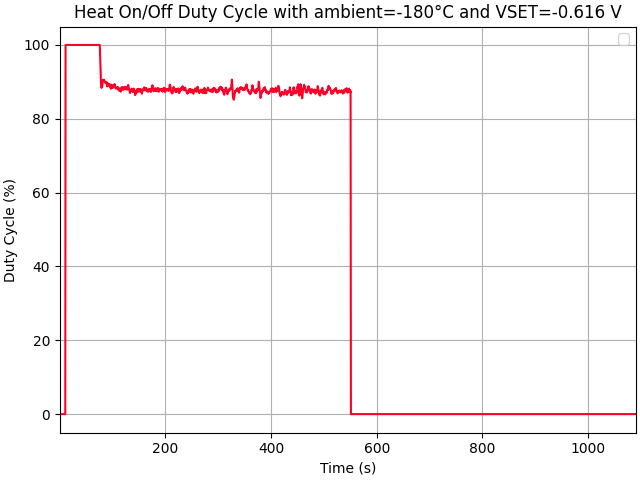 Heat On/Off Duty Cycle with ambient=-180°C and VSET=-0.616 V
100
80
60
40
20
0
Duty Cycle (%)
200 400 600 800 1000
Time (s)